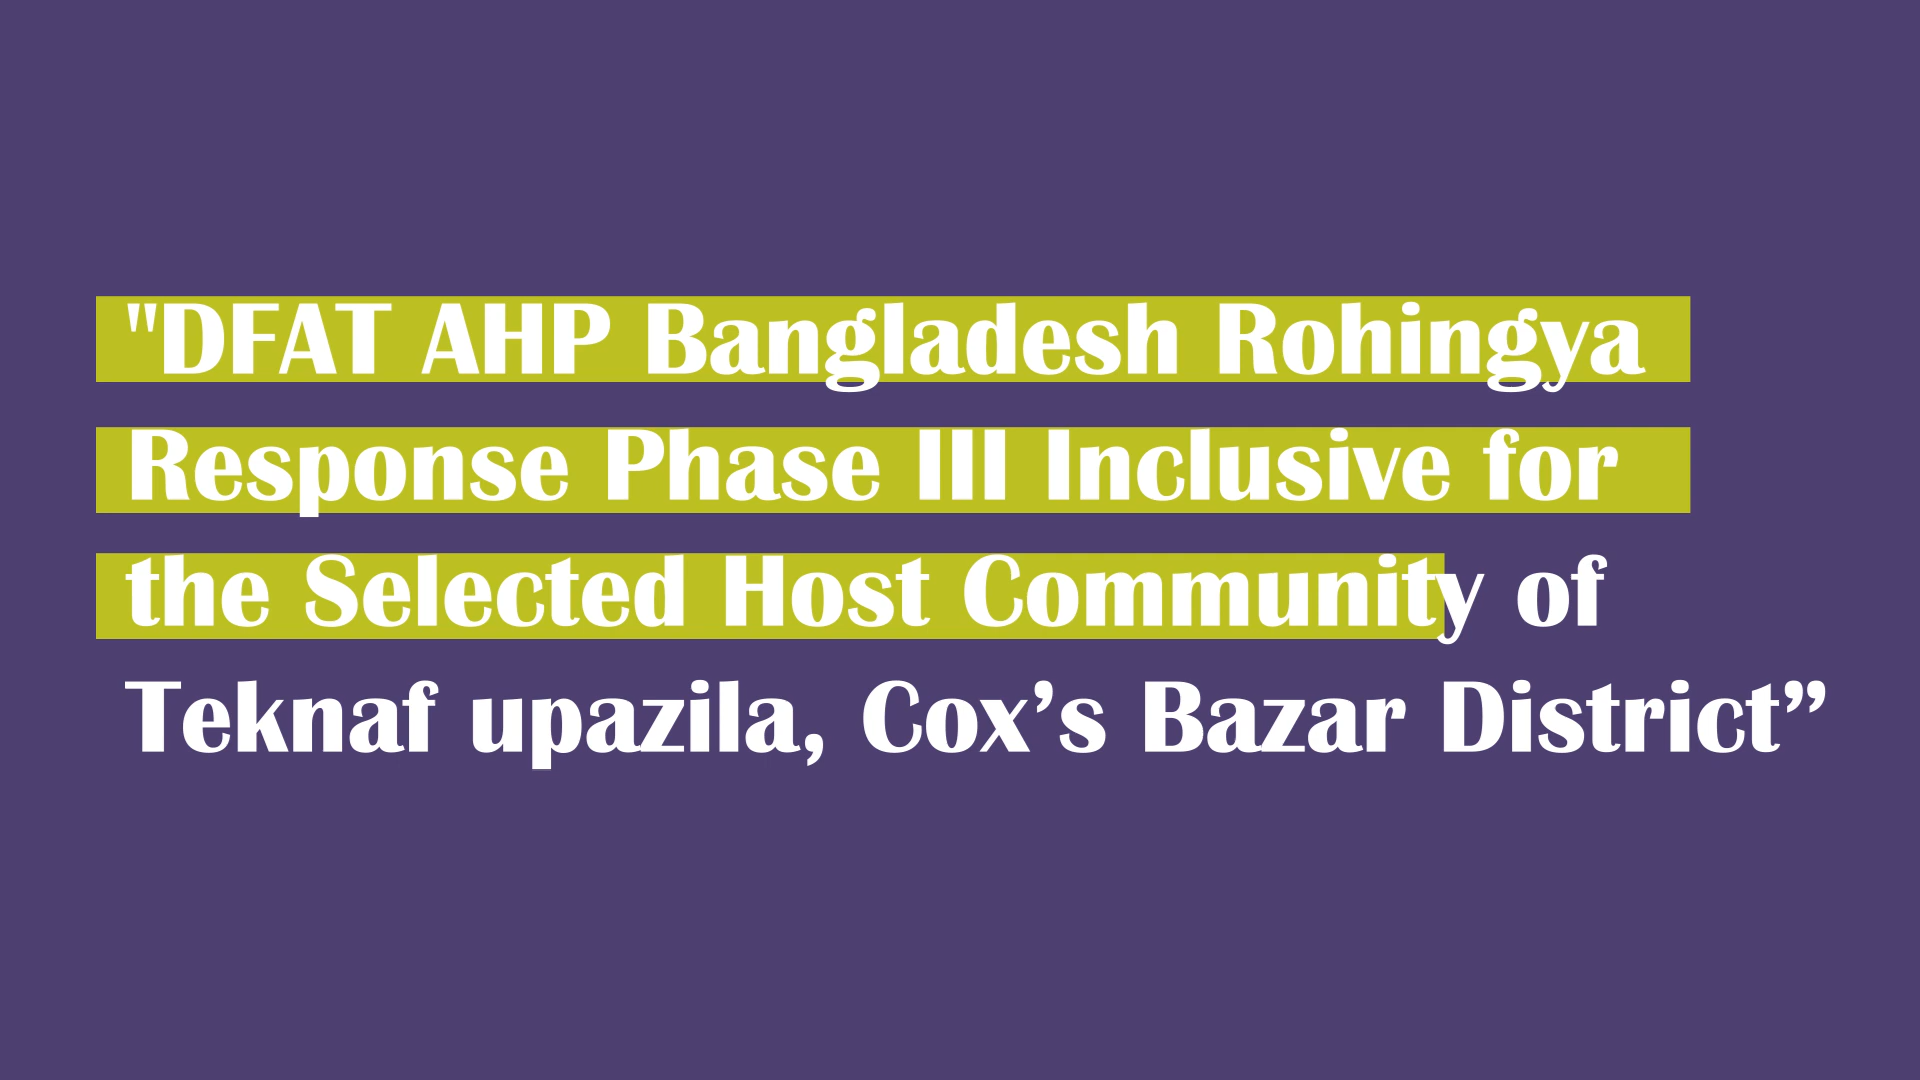 "DFAT AHP Bangladesh Rohingya
Response Phase III Inclusive for
the Selected Host Community of
Teknaf upazila, Cox’s Bazar District”